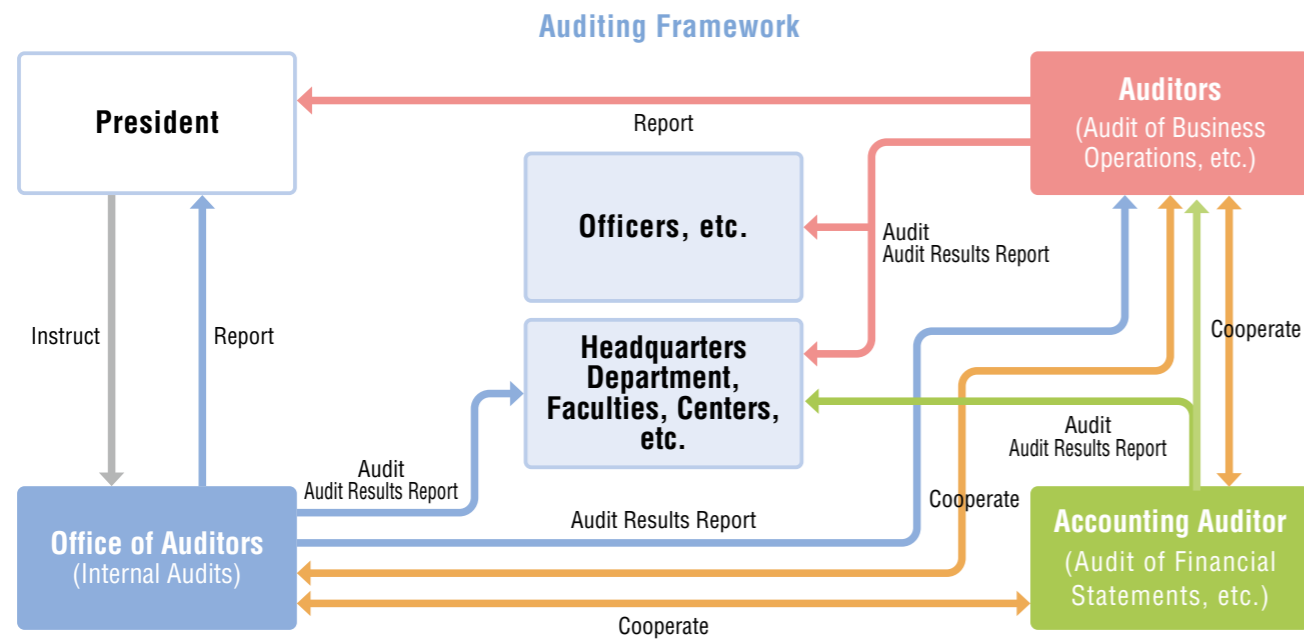 Auditing Framework
President
Report
Auditors
(Audit of Business
Operations, etc.)
Officers, etc.
Audit
Audit Results Report
Instruct
Report
Headquarters
Department,
Faculties, Centers,
etc.
Cooperate
Audit
Audit Results Report
Audit
Audit Results Report
Audit Results Report
Cooperate
Office of Auditors
(Internal Audits)
Accounting Auditor
(Audit of Financial
Statements, etc.)
Cooperate